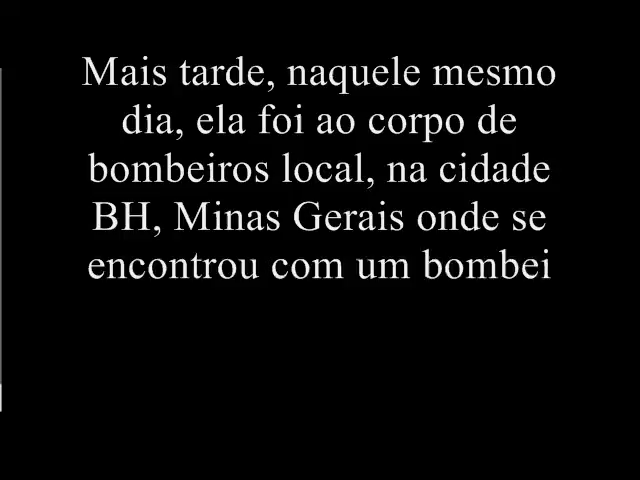 Mais tarde, naquele mesmo
dia, ela foi ao corpo de
bombeiros local, na cidade
BH, Minas Gerais onde se
encontrou com um bombei